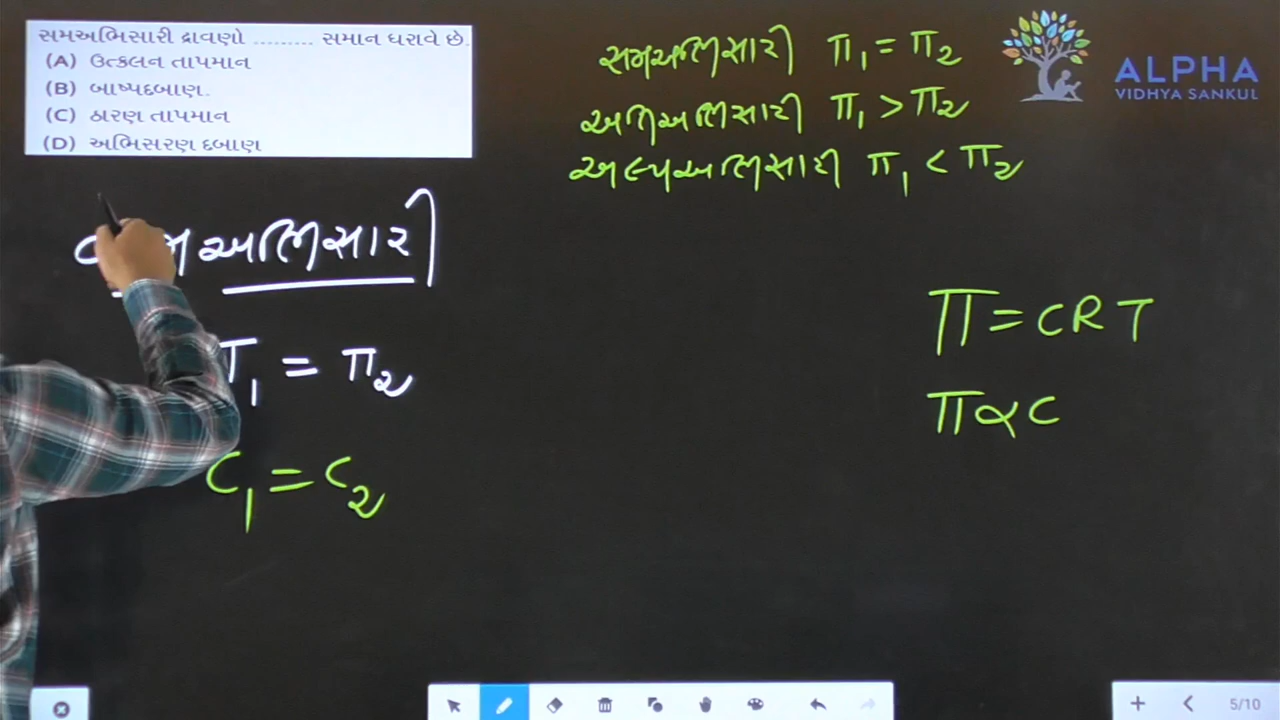 સમઅભિસારી દ્રાવણો ......... સમાન ધરાવે છે.
(A) ઉત્કલન તાપમાન
(B) બાષ્પદબાણ.
(C) ઠારણ તાપમાન
(D) અભિસરણ દબાણ
સમઅભિસારી π₁ = π₂
અતિઅભિસારી π₁ > π₂
અલ્પઅભિસારી π₁ < π₂
ALPHA
VIDHYA SANKUL
અભિસારી
π₁ = π₂
C₁ = C₂
π = CRT
π ∝ C
5/10